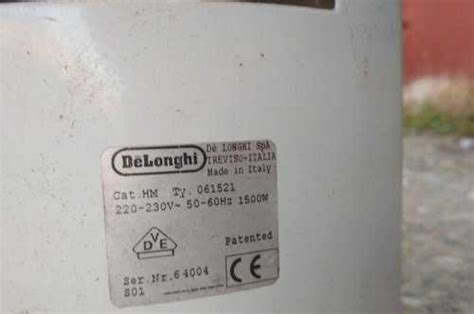 DeLonghi
De LONGHI SpA
TREVISO-ITALIA
Made in Italy
Cat.HM Ty. 061521
220-230V~ 50-60Hz 1500W
DVE
Patented
Ser.Nr.64004
S01
CE